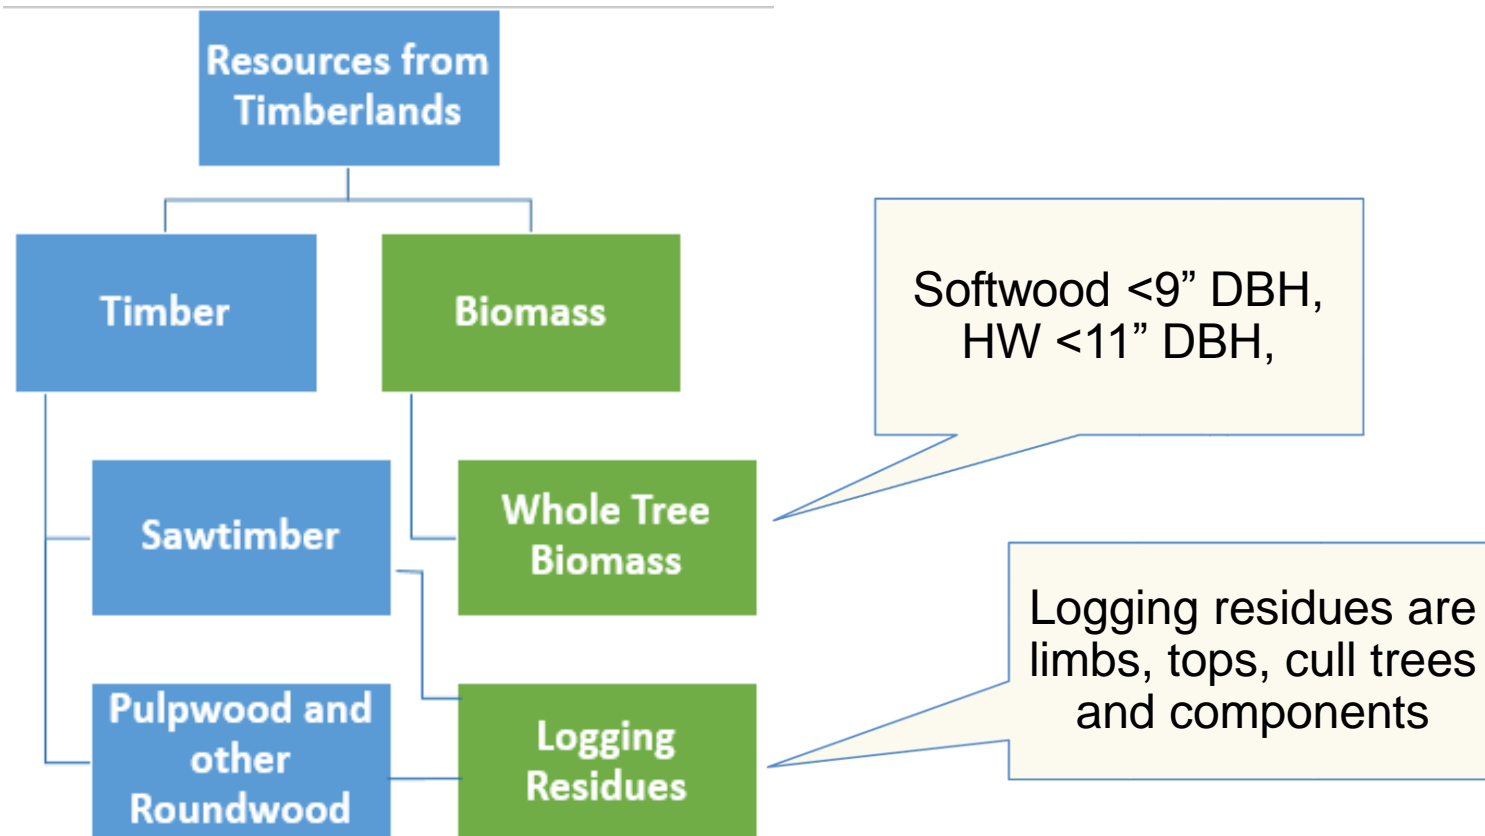 Resources from
Timberlands
Timber
Biomass
Softwood <9” DBH,
HW <11” DBH,
Sawtimber
Whole Tree
Biomass
Pulpwood and
other
Roundwood
Logging
Residues
Logging residues are
limbs, tops, cull trees
and components